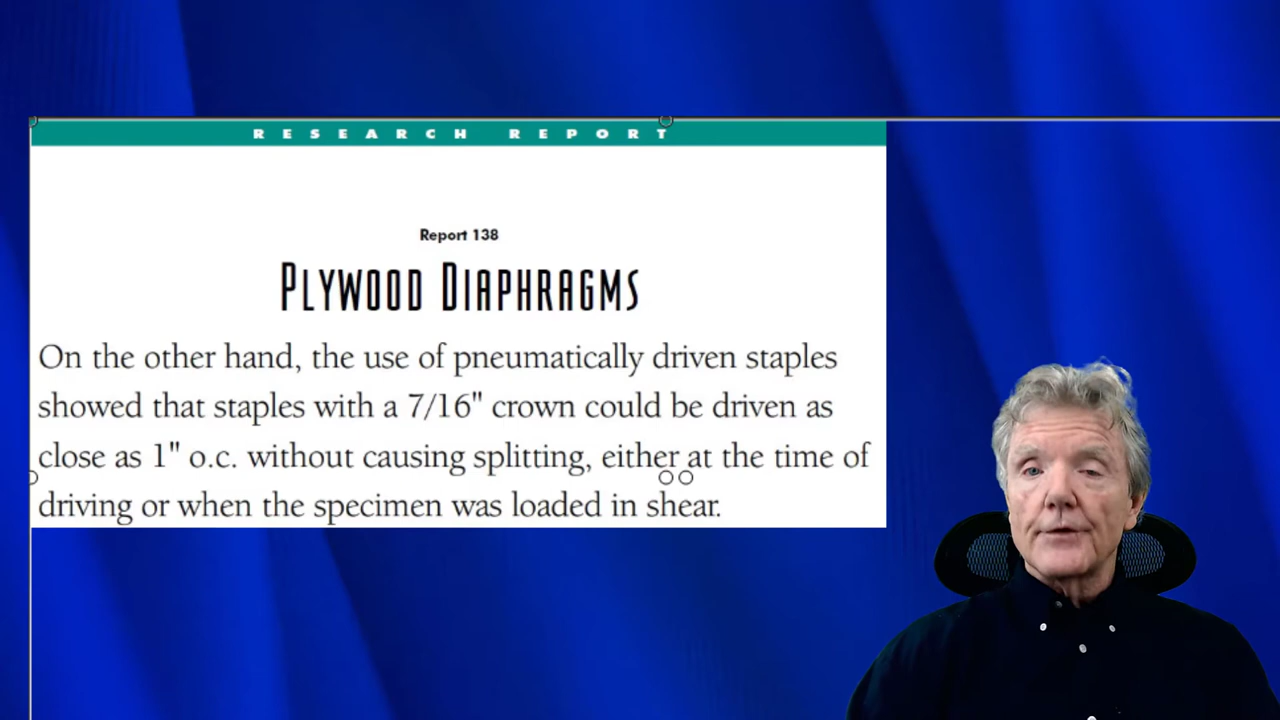 RESEARCH REPORT
Report 138
PLYWOOD DIAPHRAGMS
On the other hand, the use of pneumatically driven staples
showed that staples with a 7/16" crown could be driven as
close as 1" o.c. without causing splitting, either at the time of
driving or when the specimen was loaded in shear.